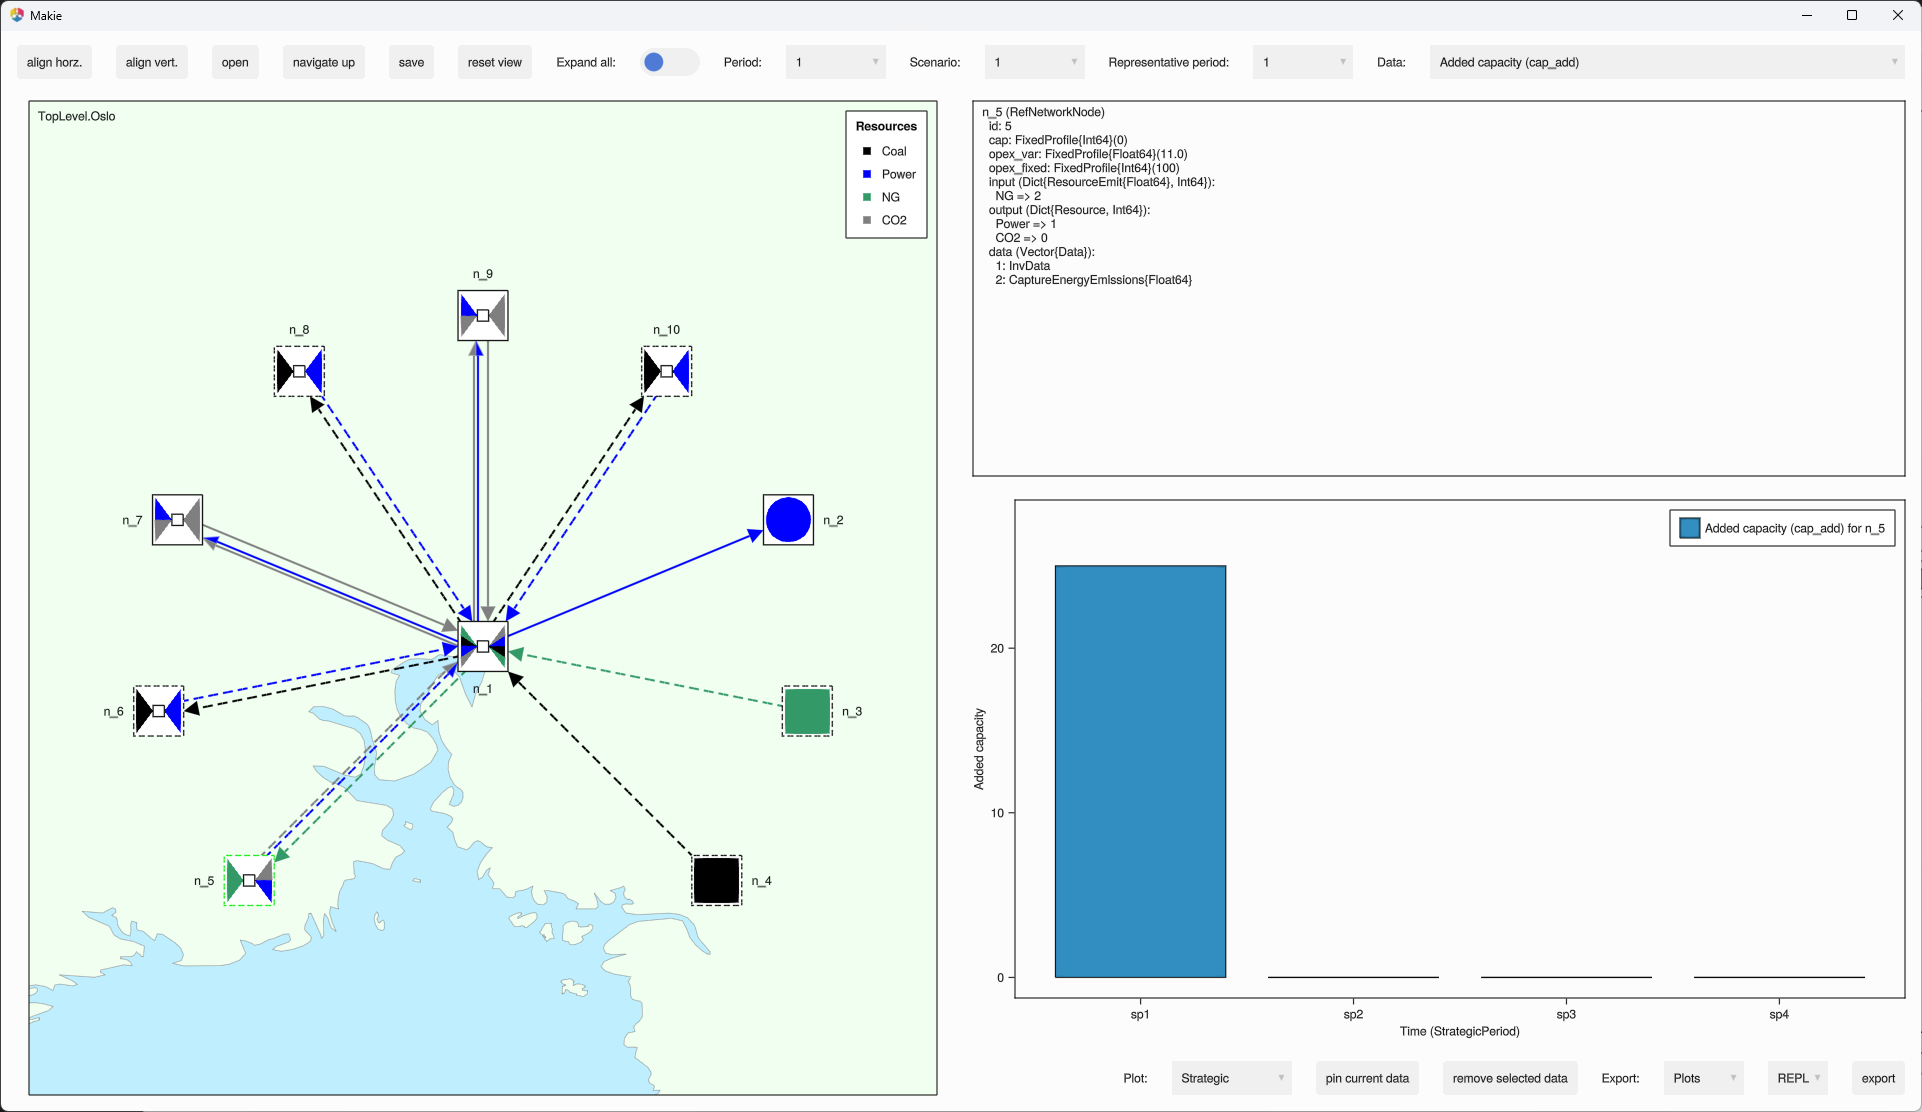 Makie
align horz. align vert. open navigate up save reset view Expand all: Period: 1 Scenario: 1 Representative period: 1 Data: Added capacity (cap_add)
TopLevel.Oslo
Resources
Coal
Power
NG
CO2
n_9
n_8
n_10
n_7
n_2
n_1
n_6
n_3
n_5
n_4
n_5 (RefNetworkNode)
id: 5
cap: FixedProfile{Int64}(0)
opex_var: FixedProfile{Float64}(11.0)
opex_fixed: FixedProfile{Int64}(100)
input (Dict{ResourceEmit{Float64}, Int64}):
NG => 2
output (Dict{Resource, Int64}):
Power => 1
CO2 => 0
data (Vector{Data}):
1: InvData
2: CaptureEnergyEmissions{Float64}
Added capacity (cap_add) for n_5
Added capacity
20
10
0
sp1 sp2 sp3 sp4
Time (StrategicPeriod)
Plot: Strategic pin current data remove selected data Export: Plots REPL export